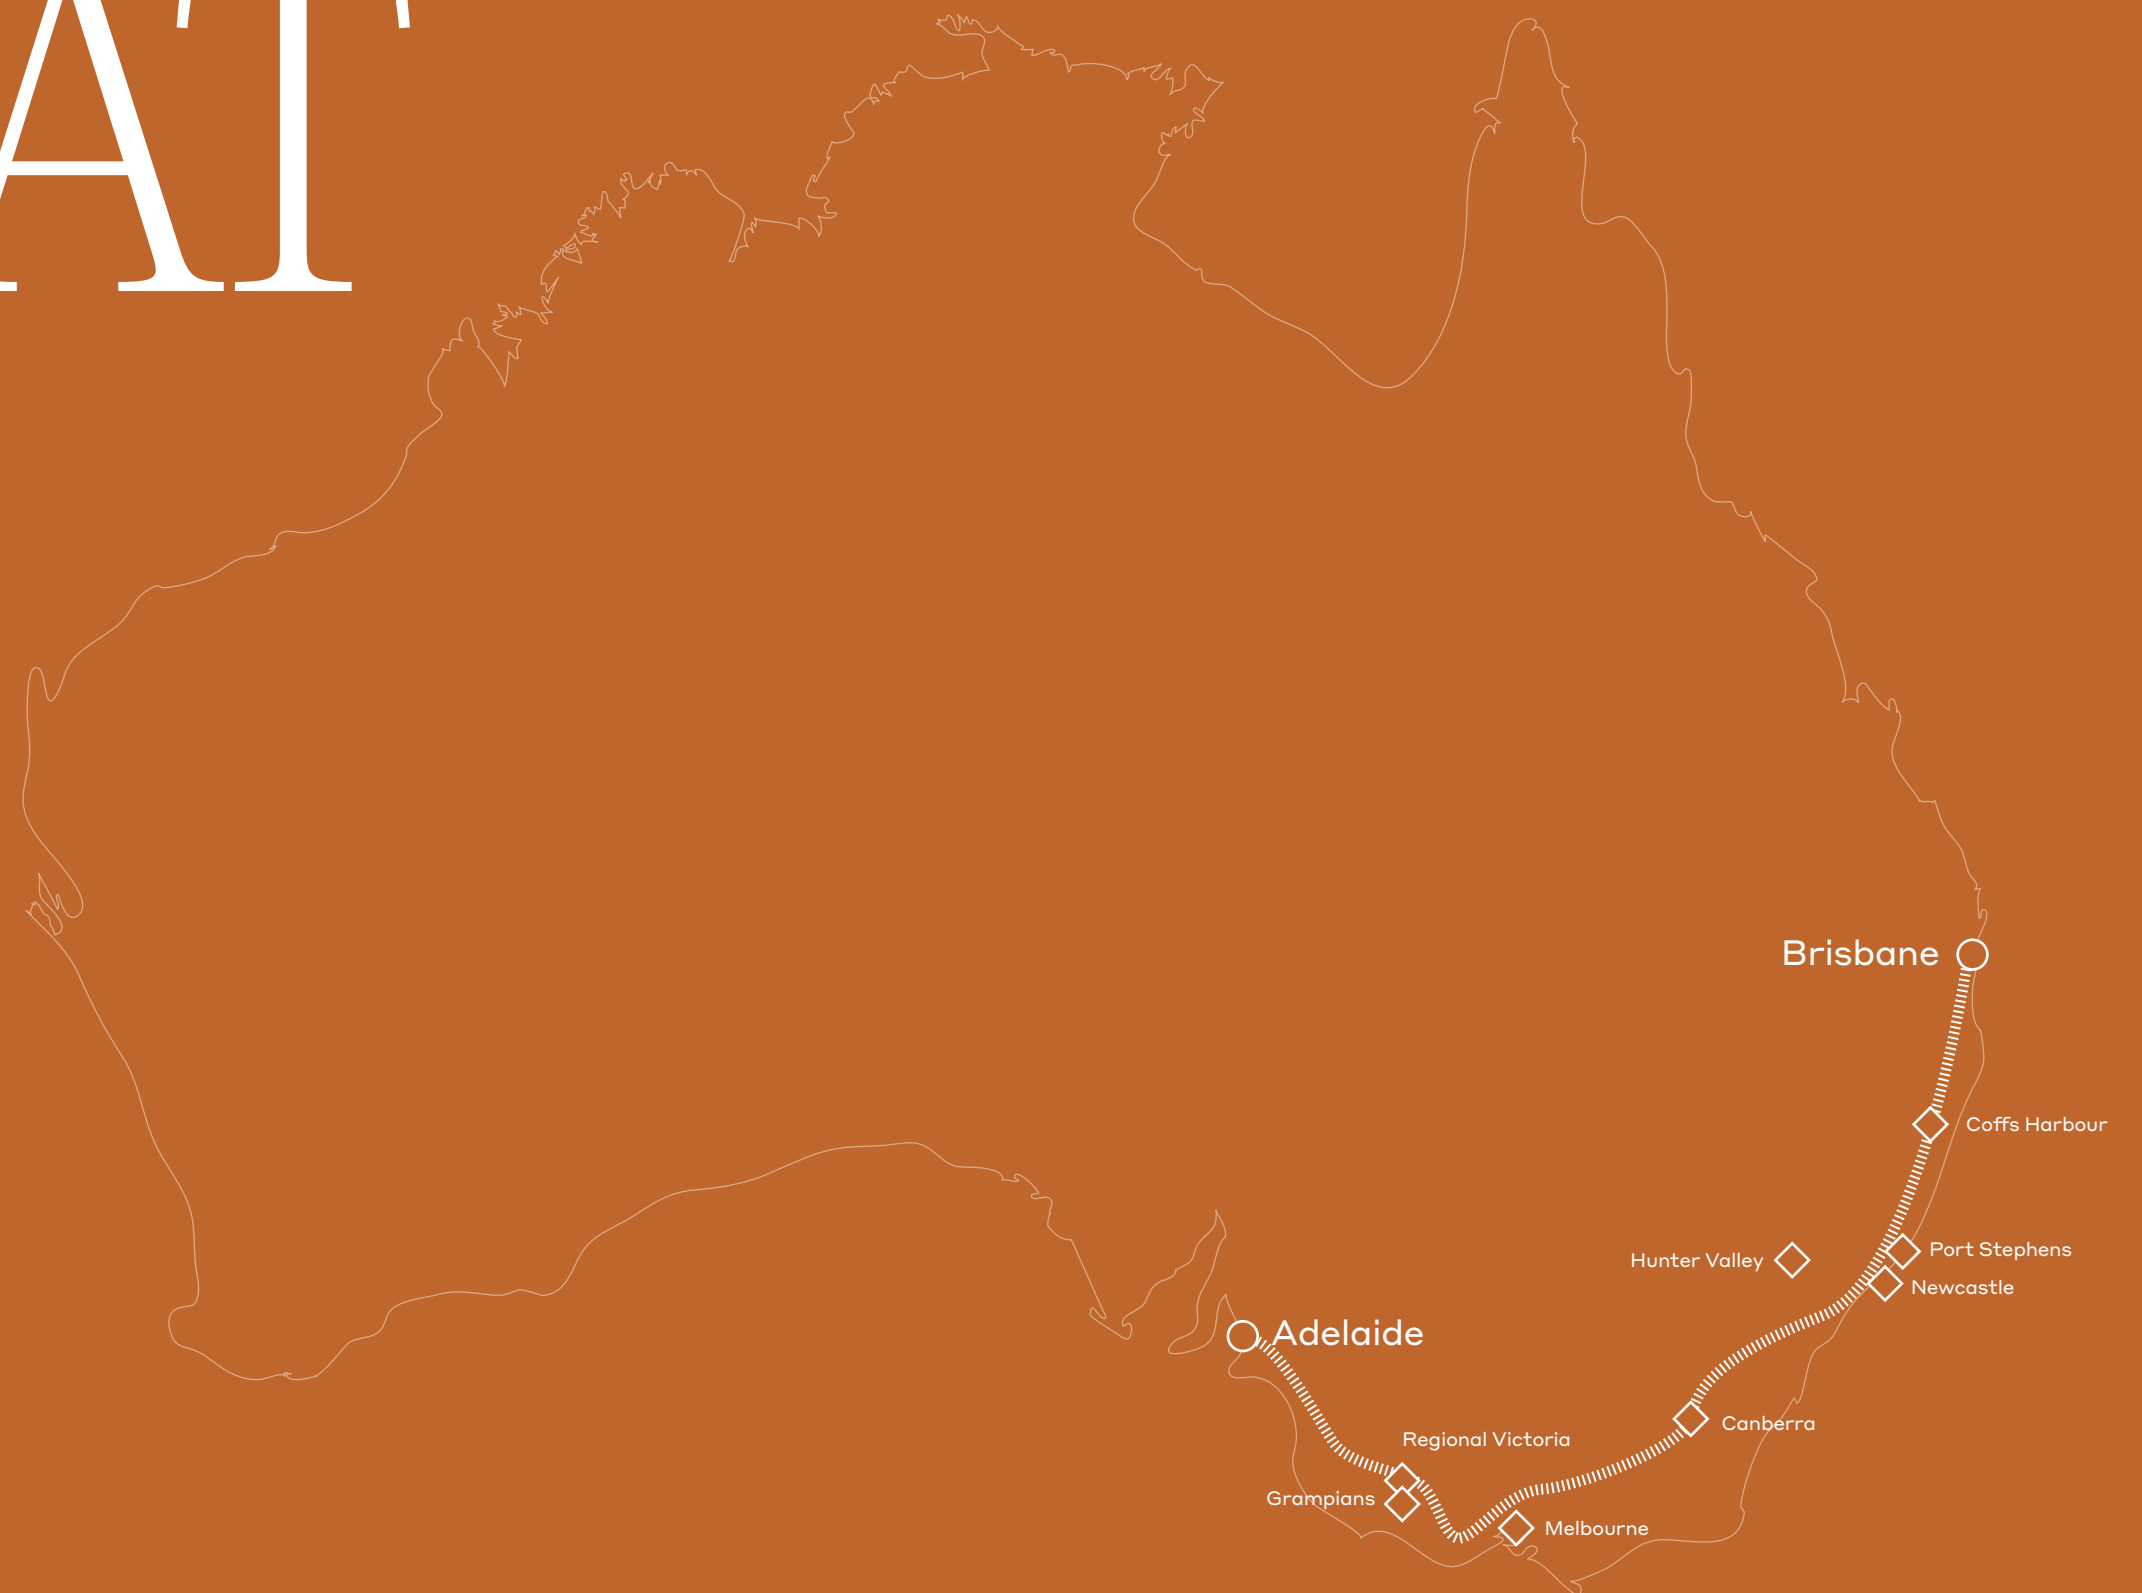 AT
Brisbane
Coffs Harbour
Port Stephens
Hunter Valley
Newcastle
Adelaide
Canberra
Regional Victoria
Grampians
Melbourne